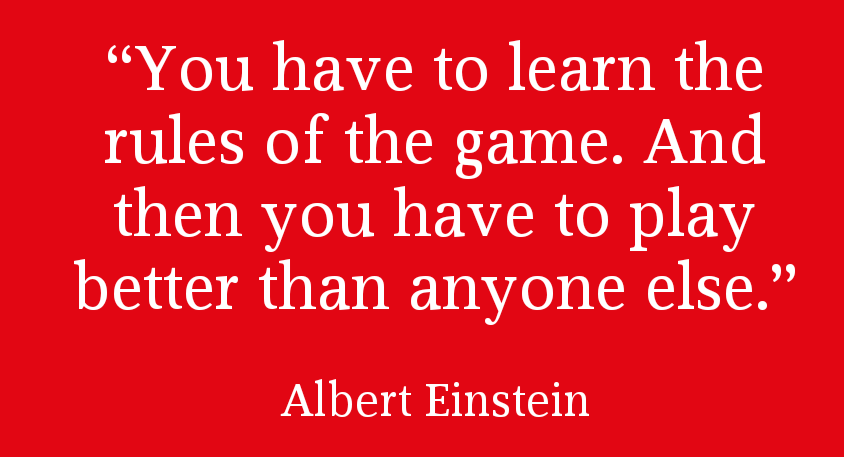 “You have to learn the
rules of the game. And
then you have to play
better than anyone else.”
Albert Einstein